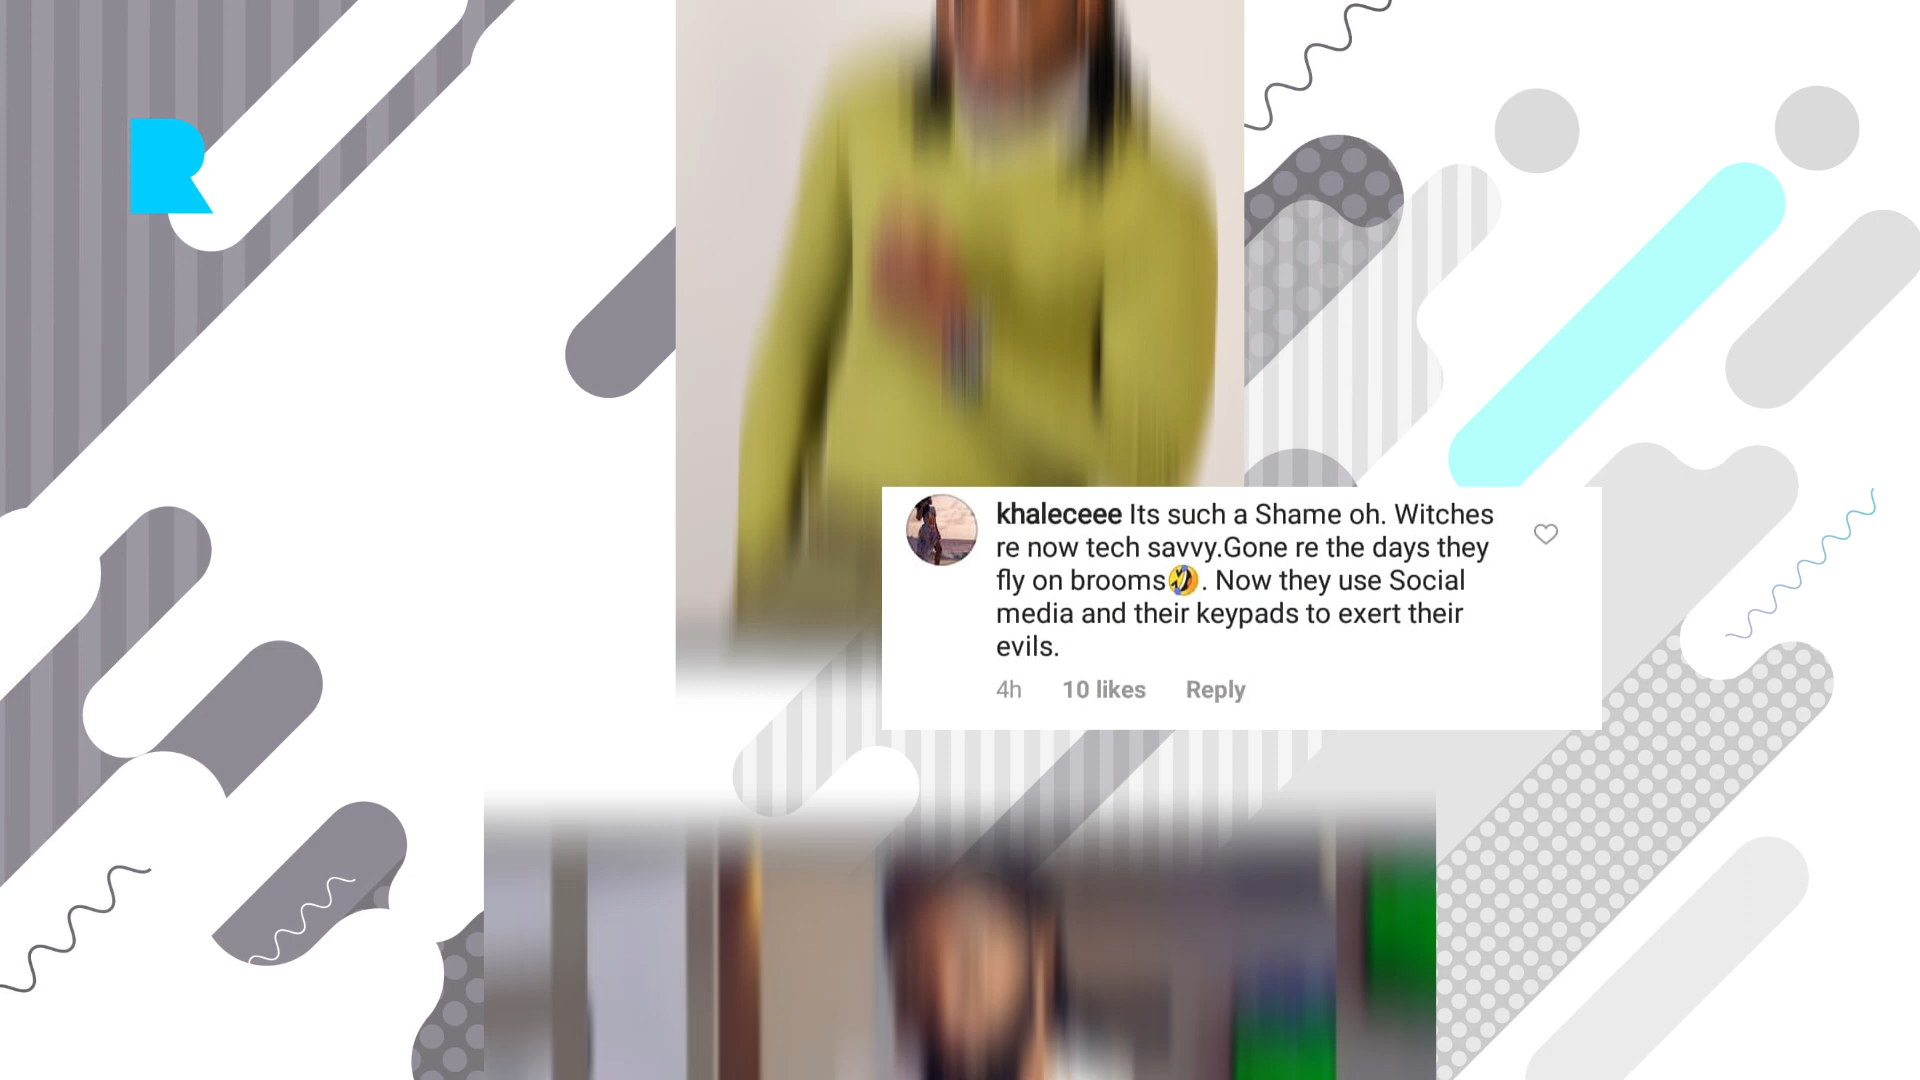 R
khaleceee Its such a Shame oh. Witches
re now tech savvy.Gone re the days they
fly on brooms🤣. Now they use Social
media and their keypads to exert their
evils.
4h 10 likes Reply